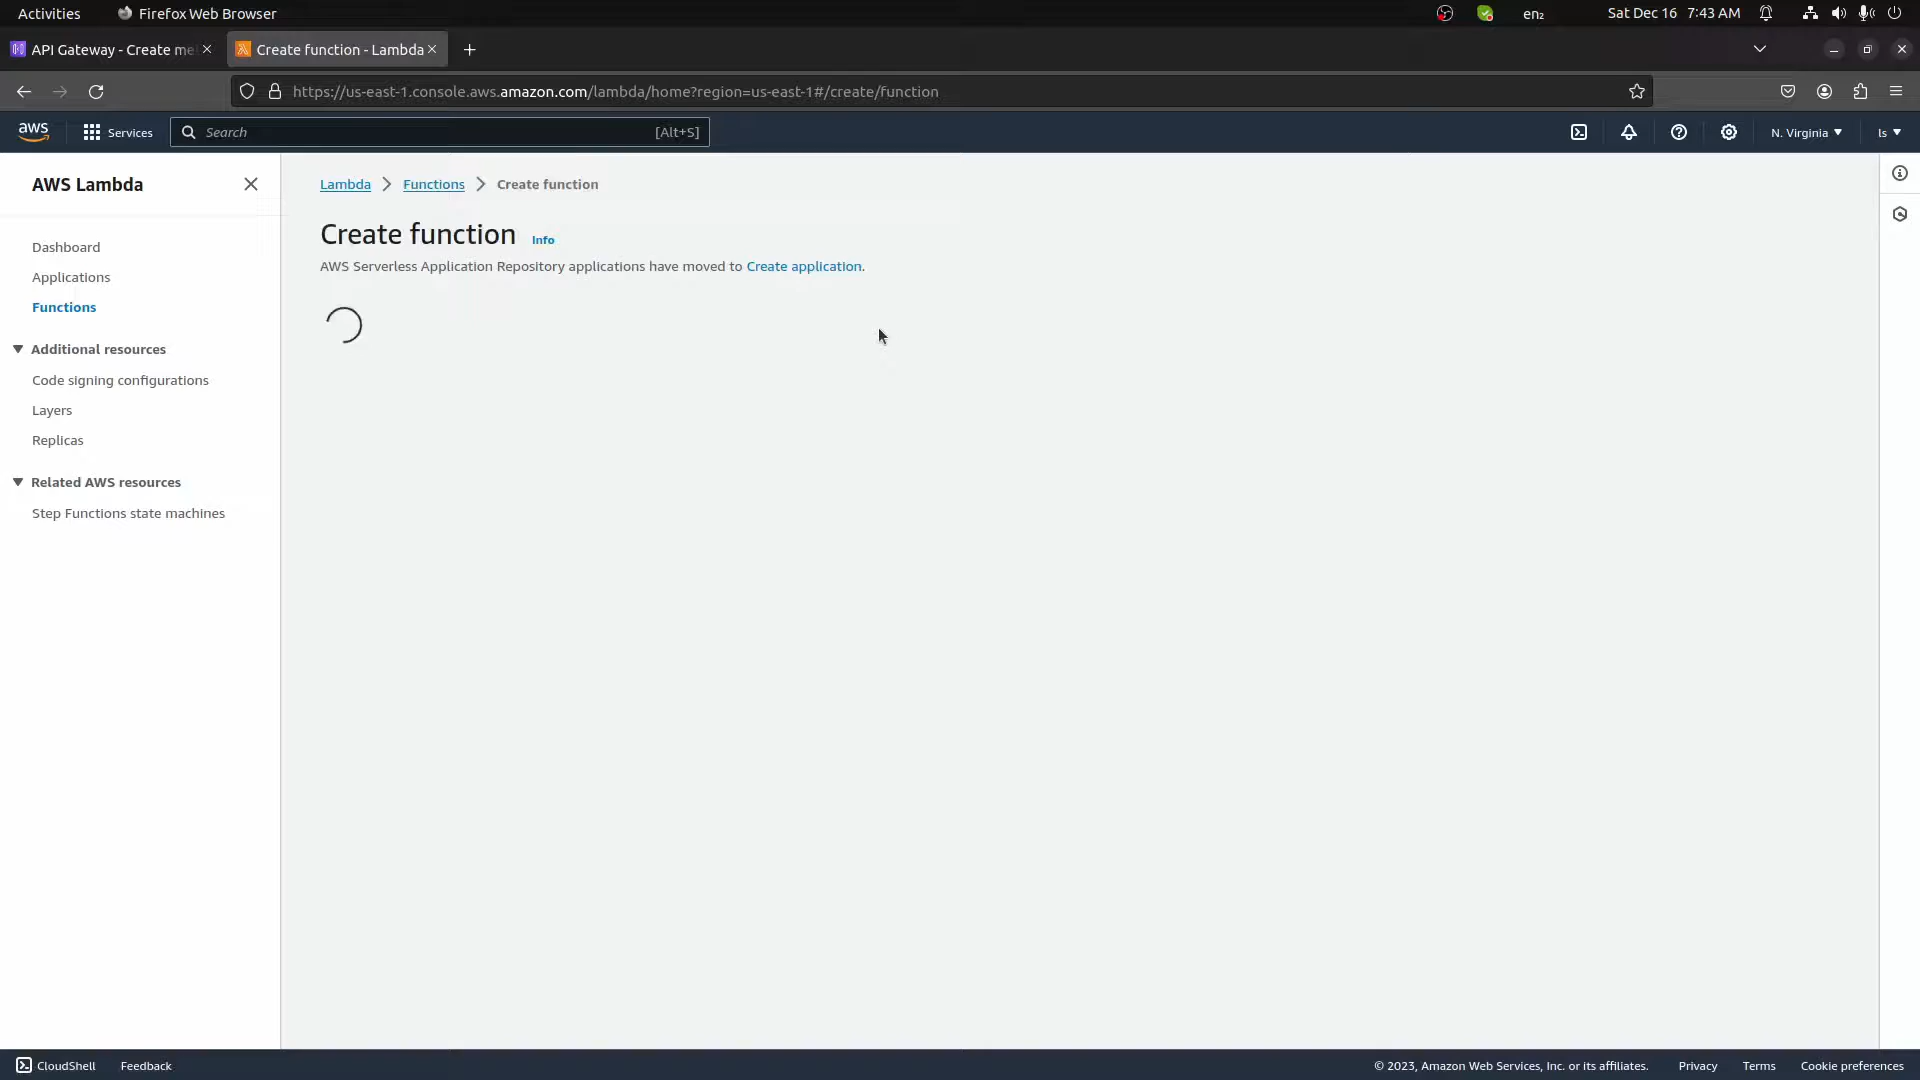 Activities
Firefox Web Browser
en₂
Sat Dec 16 7:43 AM
API Gateway - Create me
Create function - Lambda
https://us-east-1.console.aws.amazon.com/lambda/home?region=us-east-1#/create/function
aws
Services
Search
[Alt+S]
N. Virginia
ls
AWS Lambda
Dashboard
Applications
Functions
Additional resources
Code signing configurations
Layers
Replicas
Related AWS resources
Step Functions state machines
Lambda
Functions
Create function
Create function
Info
AWS Serverless Application Repository applications have moved to Create application.
CloudShell
Feedback
© 2023, Amazon Web Services, Inc. or its affiliates.
Privacy
Terms
Cookie preferences